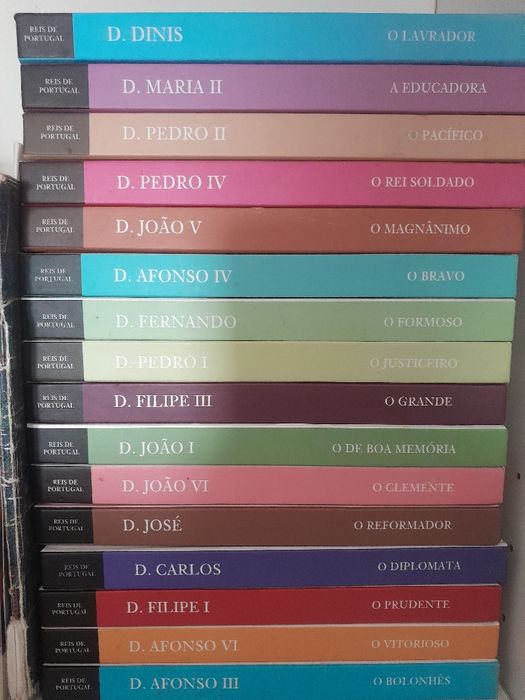 REIS DE
PORTUGAL
D. DINIS
O LAVRADOR
REIS DE
PORTUGAL
D. MARIA II
A EDUCADORA
REIS DE
PORTUGAL
D. PEDRO II
O PACÍFICO
REIS DE
PORTUGAL
D. PEDRO IV
O REI SOLDADO
REIS DE
PORTUGAL
D. JOÃO V
O MAGNÂNIMO
REIS DE
PORTUGAL
D. AFONSO IV
O BRAVO
REIS DE
PORTUGAL
D. FERNANDO
O FORMOSO
REIS DE
PORTUGAL
D. PEDRO I
O JUSTICEIRO
REIS DE
PORTUGAL
D. FILIPE III
O GRANDE
REIS DE
PORTUGAL
D. JOÃO I
O DE BOA MEMÓRIA
REIS DE
PORTUGAL
D. JOÃO VI
O CLEMENTE
REIS DE
PORTUGAL
D. JOSÉ
O REFORMADOR
REIS DE
PORTUGAL
D. CARLOS
O DIPLOMATA
REIS DE
PORTUGAL
D. FILIPE I
O PRUDENTE
REIS DE
PORTUGAL
D. AFONSO VI
O VITORIOSO
REIS DE
PORTUGAL
D. AFONSO III
O BOLONHÊS